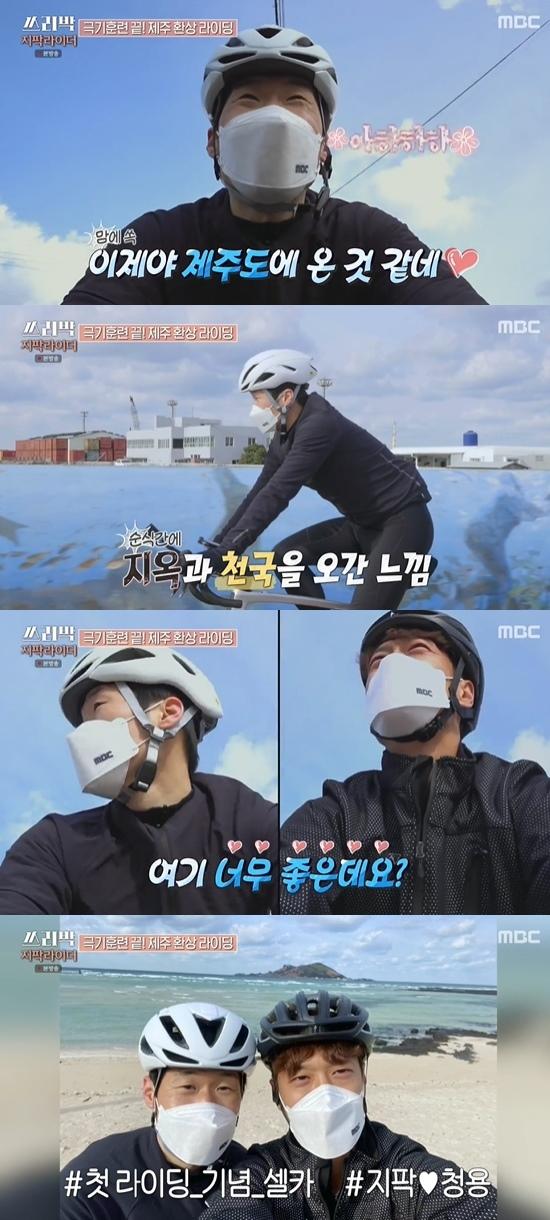 쓰리박
지팍라이더
본방송
극기훈련 끝! 제주 환상 라이딩
MBC
아하하하
MBC
맘에 쏙
이제야 제주도에 온 것 같네
쓰리박
지팍라이더
본방송
극기훈련 끝! 제주 환상 라이딩
MBC
순식간에
지옥과 천국을 오간 느낌
쓰리박
지팍라이더
본방송
극기훈련 끝! 제주 환상 라이딩
MBC
MBC
MBC
여기 너무 좋은데요?
쓰리박
지팍라이더
본방송
극기훈련 끝! 제주 환상 라이딩
MBC
MBC
#첫 라이딩_기념_셀카 #지팍♥청용